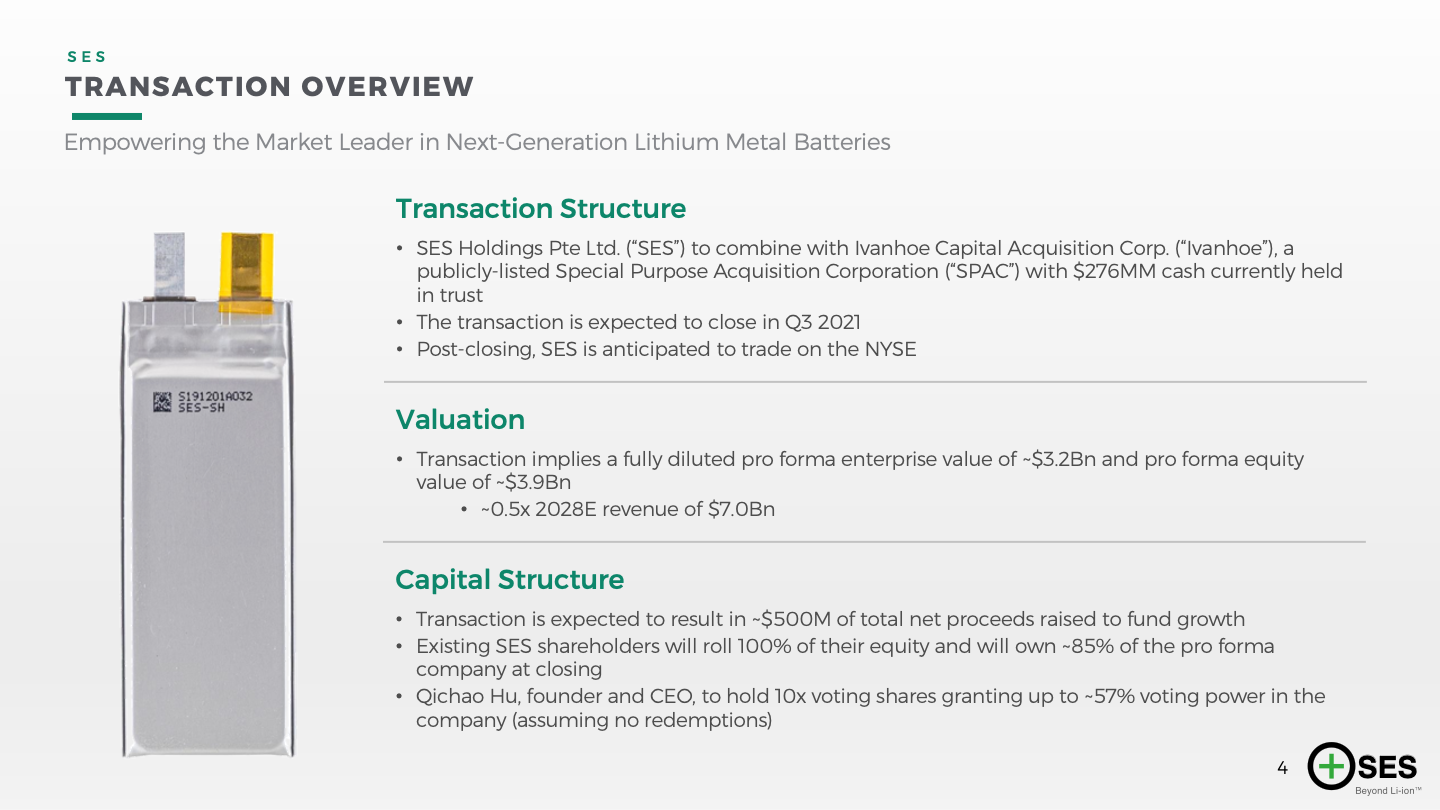 SES
TRANSACTION OVERVIEW
Empowering the Market Leader in Next-Generation Lithium Metal Batteries
Transaction Structure
• SES Holdings Pte Ltd. (“SES”) to combine with Ivanhoe Capital Acquisition Corp. (“Ivanhoe”), a
publicly-listed Special Purpose Acquisition Corporation (“SPAC”) with $276MM cash currently held
in trust
• The transaction is expected to close in Q3 2021
• Post-closing, SES is anticipated to trade on the NYSE
S191201A032
SES-SH
Valuation
• Transaction implies a fully diluted pro forma enterprise value of ~$3.2Bn and pro forma equity
value of ~$3.9Bn
• ~0.5x 2028E revenue of $7.0Bn
Capital Structure
• Transaction is expected to result in ~$500M of total net proceeds raised to fund growth
• Existing SES shareholders will roll 100% of their equity and will own ~85% of the pro forma
company at closing
• Qichao Hu, founder and CEO, to hold 10x voting shares granting up to ~57% voting power in the
company (assuming no redemptions)
4
SES
Beyond Li-ion™